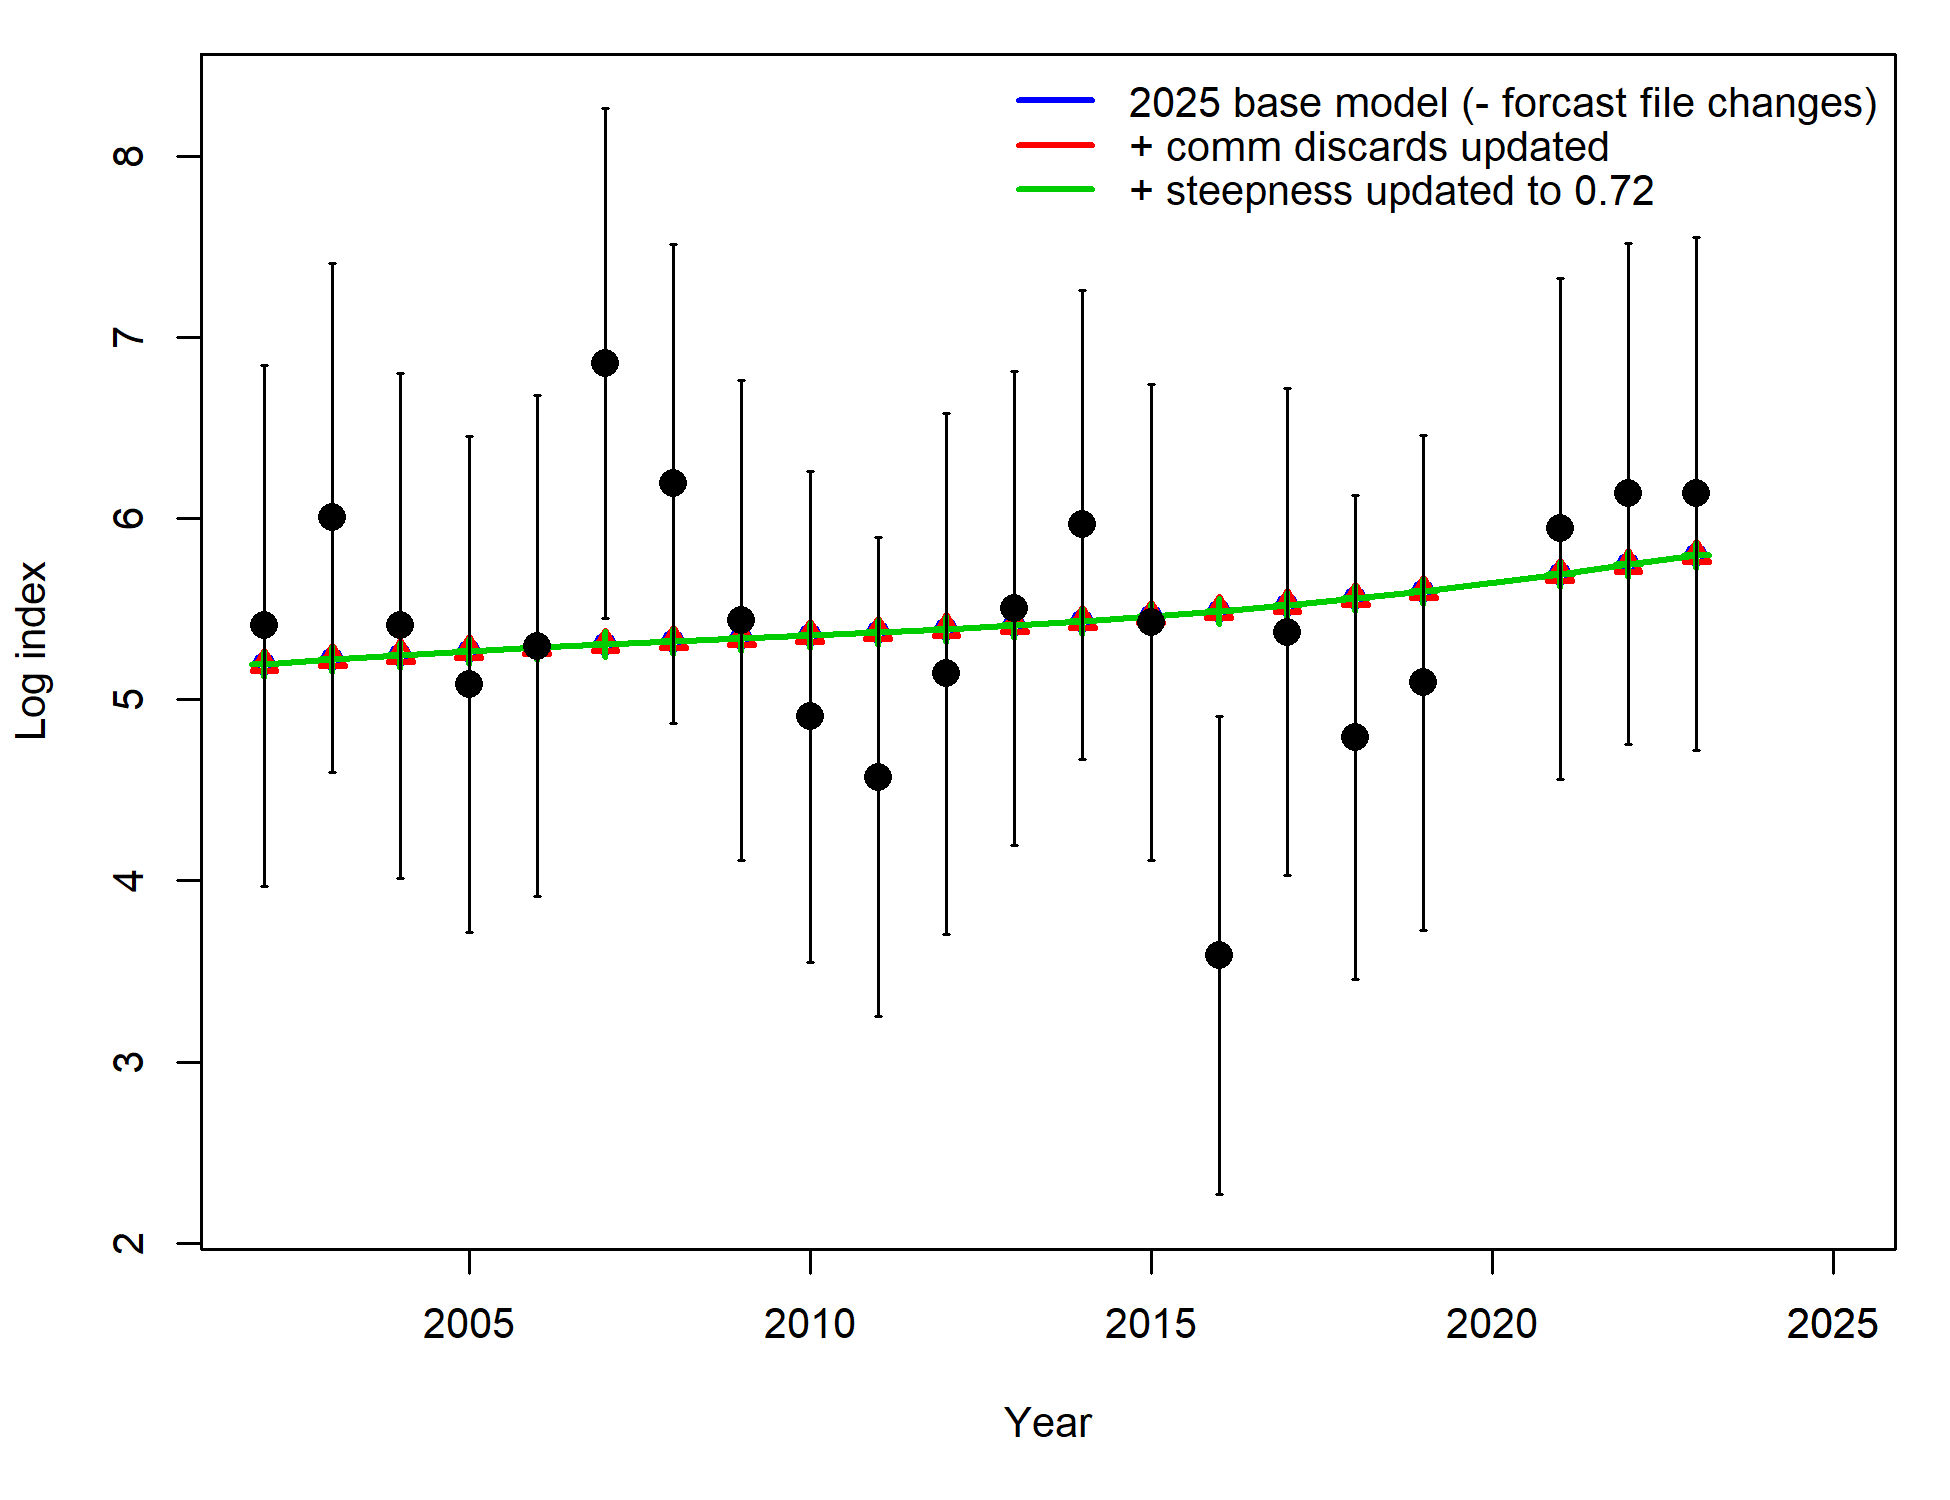 2025 base model (- forcast file changes)
+ comm discards updated
+ steepness updated to 0.72
8
7
6
5
4
3
2
Log index
2005 2010 2015 2020 2025
Year